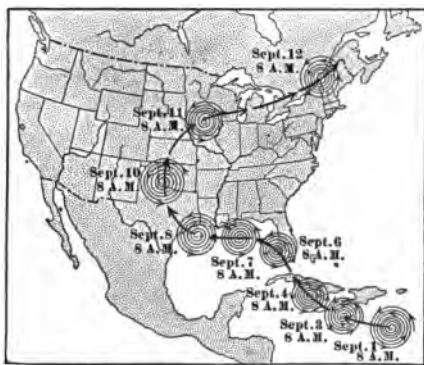 Sept.12
8 A.M.
Sept.11
8 A.M.
Sept.10
8 A.M.
Sept.8
8 A.M.
Sept.7
8 A.M.
Sept.6
8 A.M.
Sept.4
8 A.M.
Sept.3
8 A.M.
Sept.1
8 A.M.